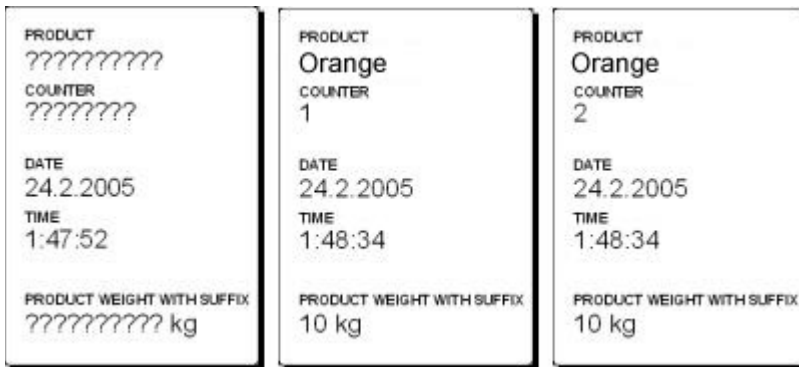 PRODUCT
??????????
COUNTER
????????
DATE
24.2.2005
TIME
1:47:52
PRODUCT WEIGHT WITH SUFFIX
?????????? kg
PRODUCT
Orange
COUNTER
1
DATE
24.2.2005
TIME
1:48:34
PRODUCT WEIGHT WITH SUFFIX
10 kg
PRODUCT
Orange
COUNTER
2
DATE
24.2.2005
TIME
1:48:34
PRODUCT WEIGHT WITH SUFFIX
10 kg